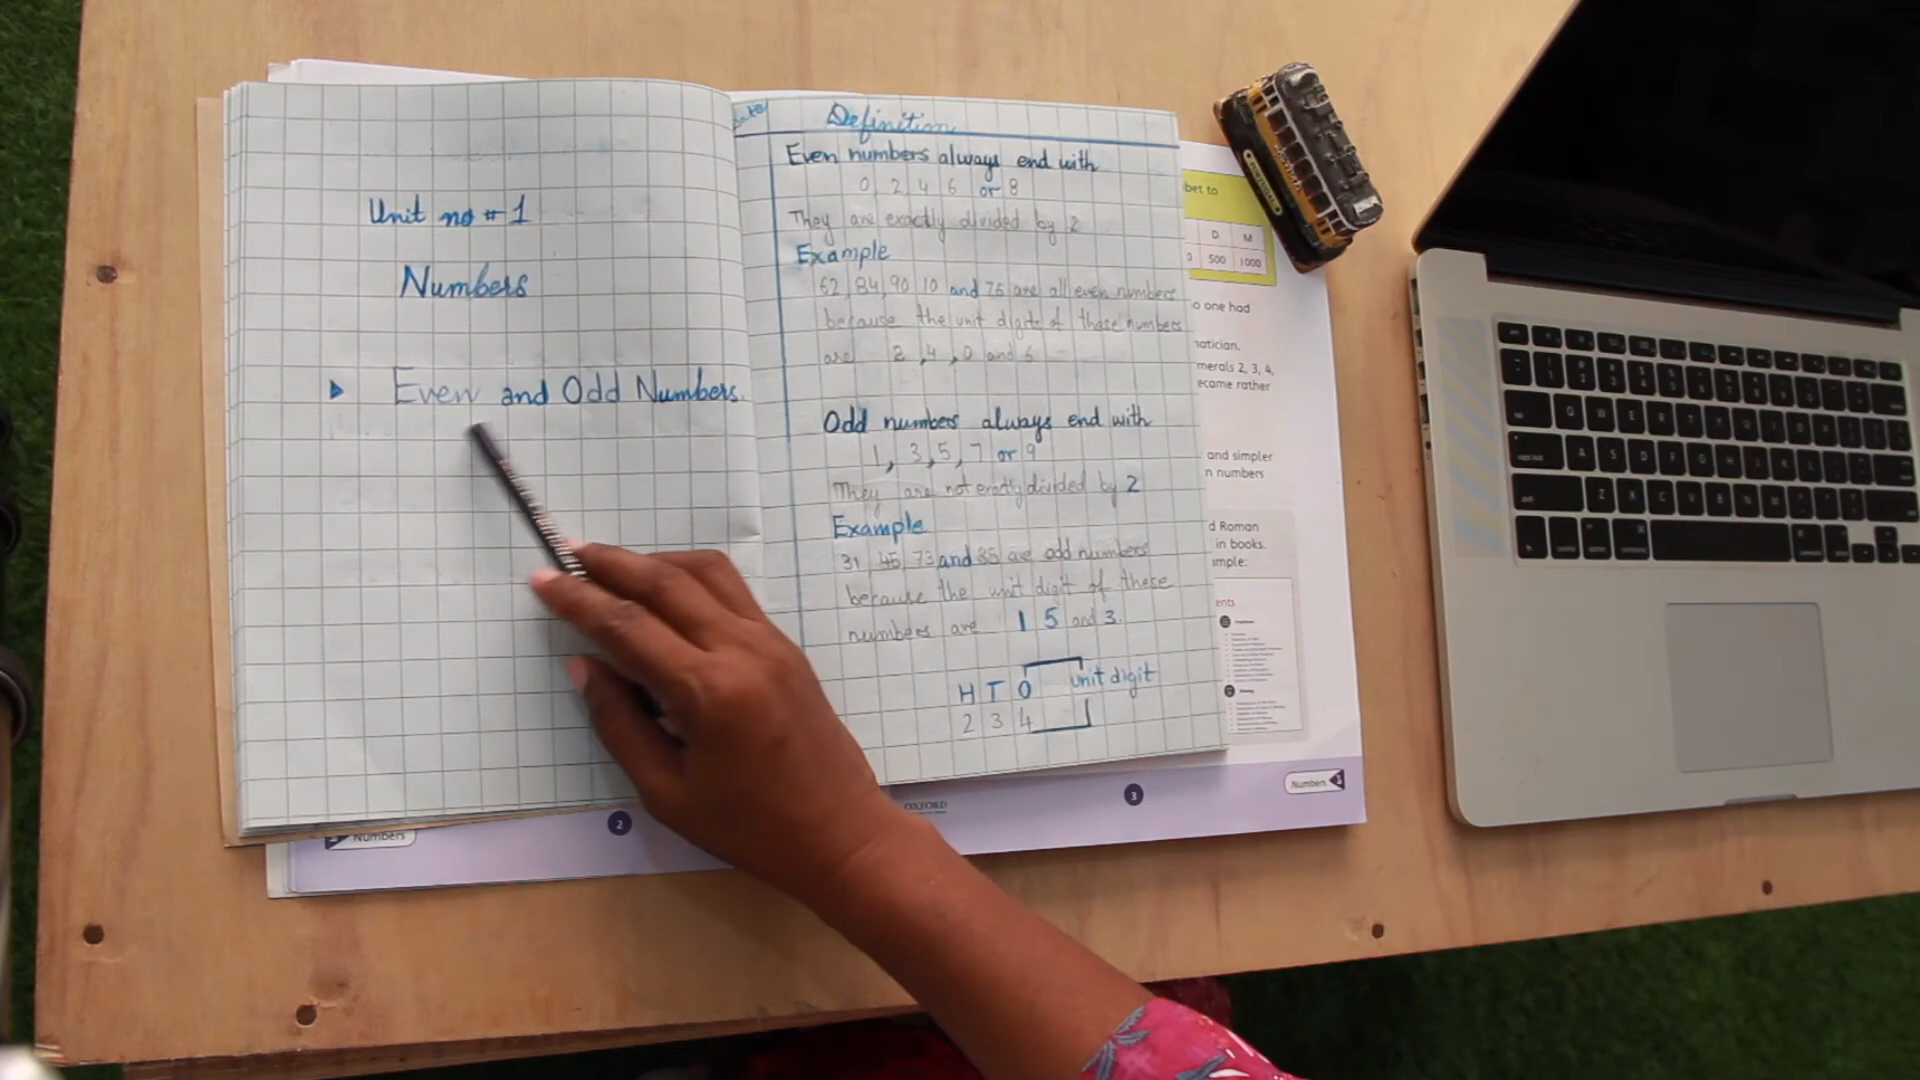 Unit no # 1
Numbers
Even and Odd Numbers.
Date
Definition
Even numbers always end with
0, 2 4 6 or 8
They are exactly divided by 2
Example
62, 84, 90 10 and 76 are all even numbers
because the unit digits of these numbers
are 2, 4, 0 and 6
Odd numbers always end with
1, 3, 5, 7 or 9
They are not exactly divided by 2
Example
31 45 73 and 85 are odd numbers
because the unit digit of these
numbers are 1 5 and 3.
H T O unit digit
2 3 4
bet to
D M
500 1000
o one had
merals 2, 3, 4,
ecame rather
and simpler
n numbers
d Roman
in books.
Numbers
2
OXFORD
3
Numbers